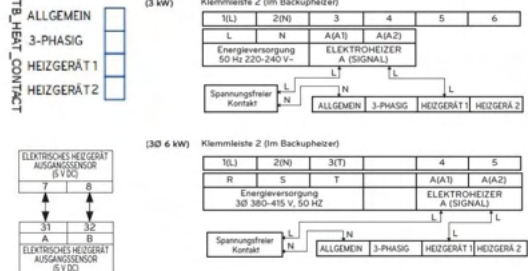 TB_HEAT_CONTACT
ALLGEMEIN
3-PHASIG
HEIZGERÄT 1
HEIZGERÄT 2
(3 kW) Klemmleiste 2 (Im Backupheizer)
1(L) 2(N) 3 4 5 6
L N A(A1) A(A2)
Energieversorgung
50 Hz 220-240 V~
ELEKTROHEIZER
A (SIGNAL)
L L
Spannungsfreier
Kontakt
L
N
N
ALLGEMEIN 3-PHASIG HEIZGERÄT 1 HEIZGERÄ 2
(3Ø 6 kW) Klemmleiste 2 (Im Backupheizer)
1(L) 2(N) 3(T) 4 5
R S T A(A1) A(A2)
Energieversorgung
3Ø 380-415 V, 50 HZ
ELEKTROHEIZER
A (SIGNAL)
L L
Spannungsfreier
Kontakt
L
N
N
ALLGEMEIN 3-PHASIG HEIZGERÄT 1 HEIZGERÄ 2
ELEKTRISCHES HEIZGERÄT
AUSGANGSSENSOR
(5 V DC)
7 8
31 32
A B
ELEKTRISCHES HEIZGERÄT
AUSGANGSSENSOR
(5 V DC)